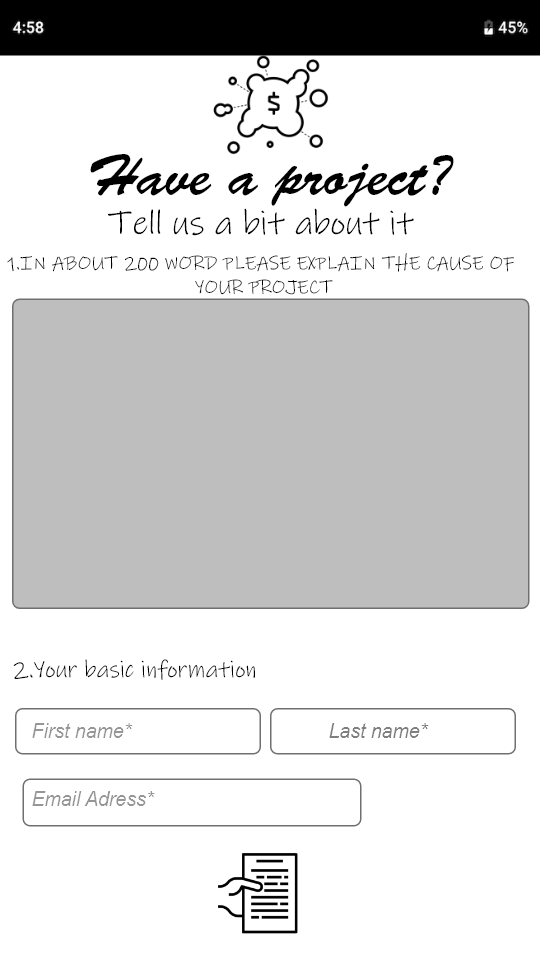 4:58
45%
$
Have a project?
Tell us a bit about it
1.IN ABOUT 200 WORD PLEASE EXPLAIN THE CAUSE OF
YOUR PROJECT
2.Your basic information
First name* Last name*
Email Adress*